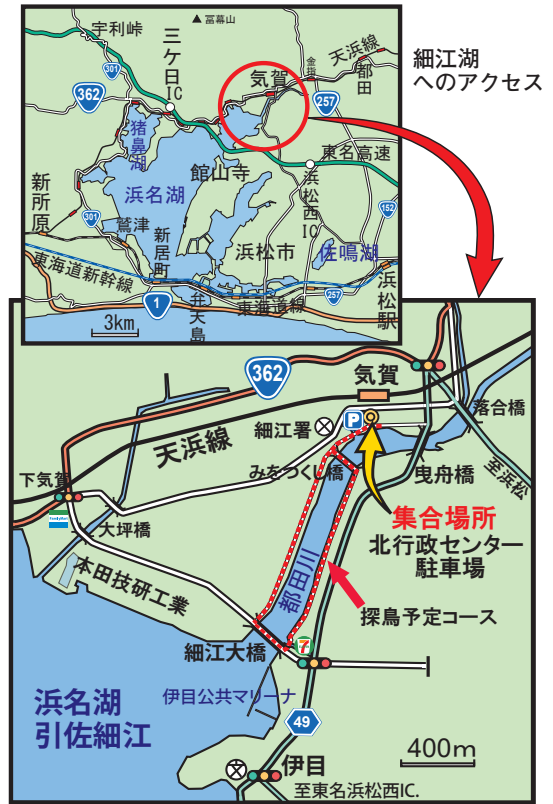 細江湖
へのアクセス
▲冨幕山
宇利峠
三ケ日IC
301
362
猪鼻湖
気賀
金指
天浜線
都田
257
東名高速
館山寺
浜松西IC
浜名湖
新所原
301
鷲津
新居町
浜松市
佐鳴湖
152
東海道新幹線
1
弁天島
東海道線
257
浜松駅
3km
362
気賀
P
細江署
落合橋
天浜線
みをつくし橋
曳舟橋
至浜松
下気賀
FamilyMart
大坪橋
集合場所
北行政センター
駐車場
本田技研工業
都田川
探鳥予定コース
細江大橋
7
伊目公共マリーナ
浜名湖
引佐細江
49
400m
伊目
至東名浜松西IC.